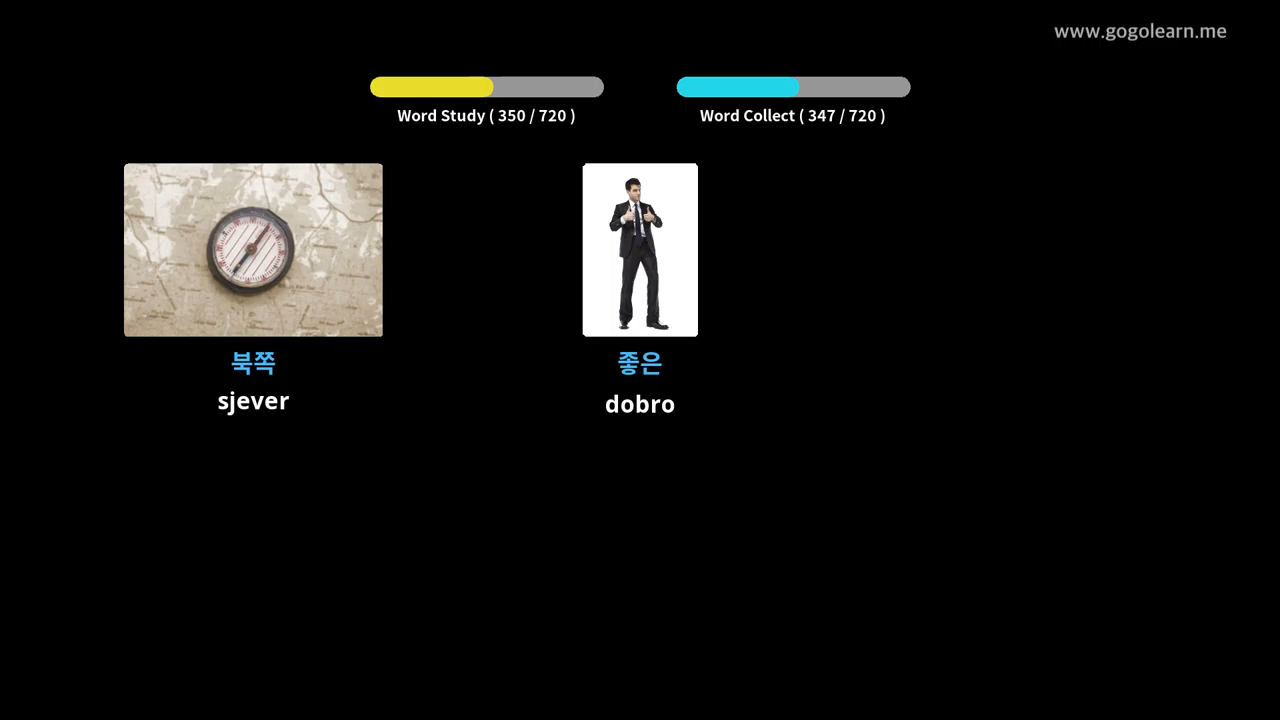 www.gogolearn.me
Word Study ( 350 / 720 )
Word Collect ( 347 / 720 )
북쪽
sjever
좋은
dobro